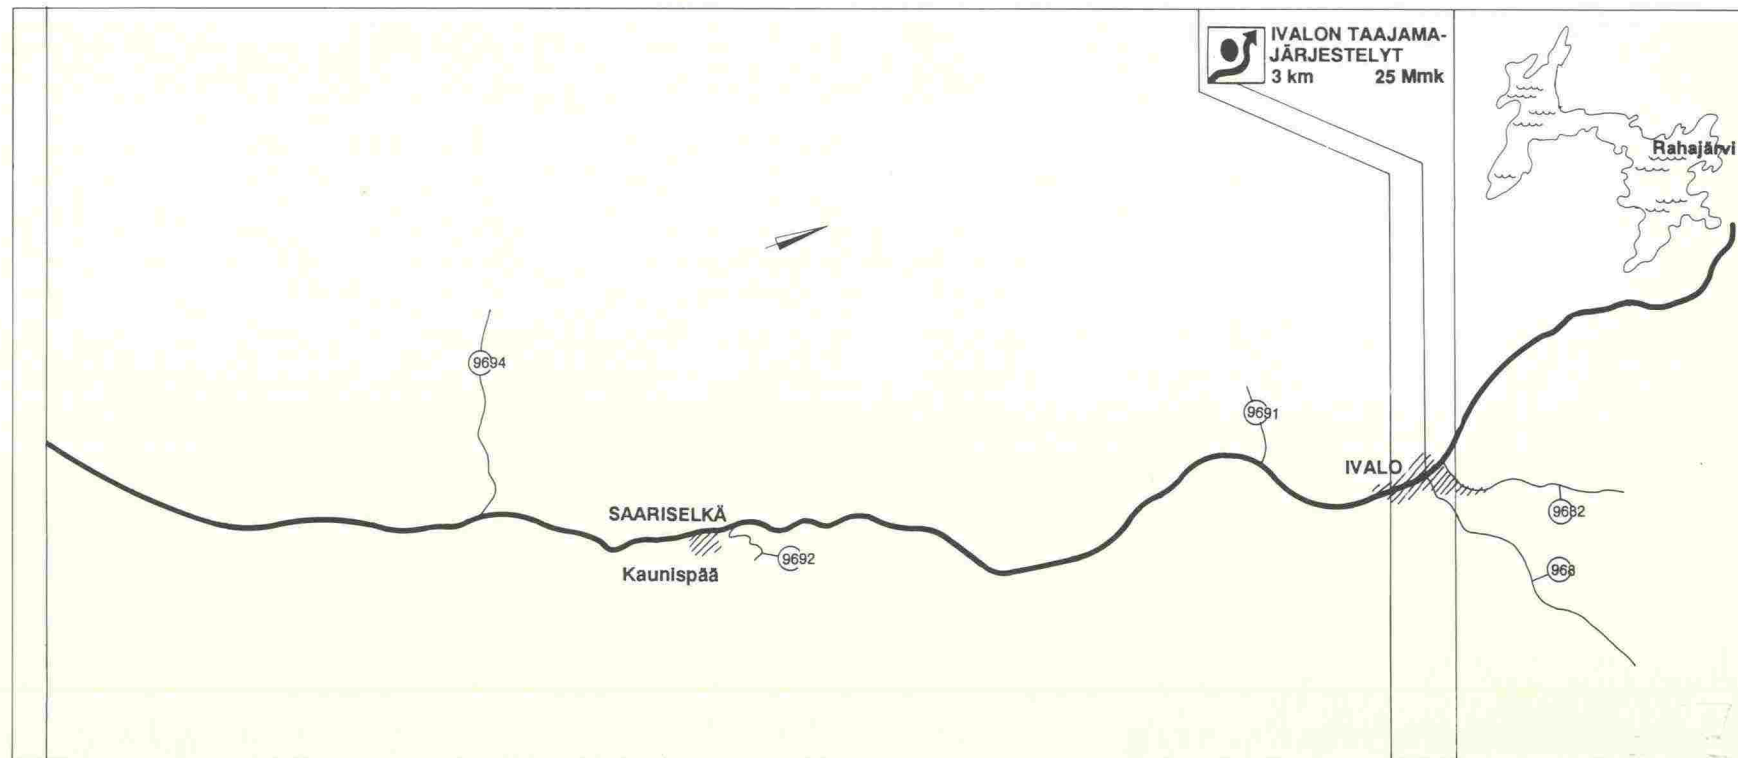 IVALON TAAJAMA-
JÄRJESTELYT
3 km 25 Mmk
Rahajärvi
9694
9691
IVALO
SAARISELKÄ
9692
Kaunispää
9682
968